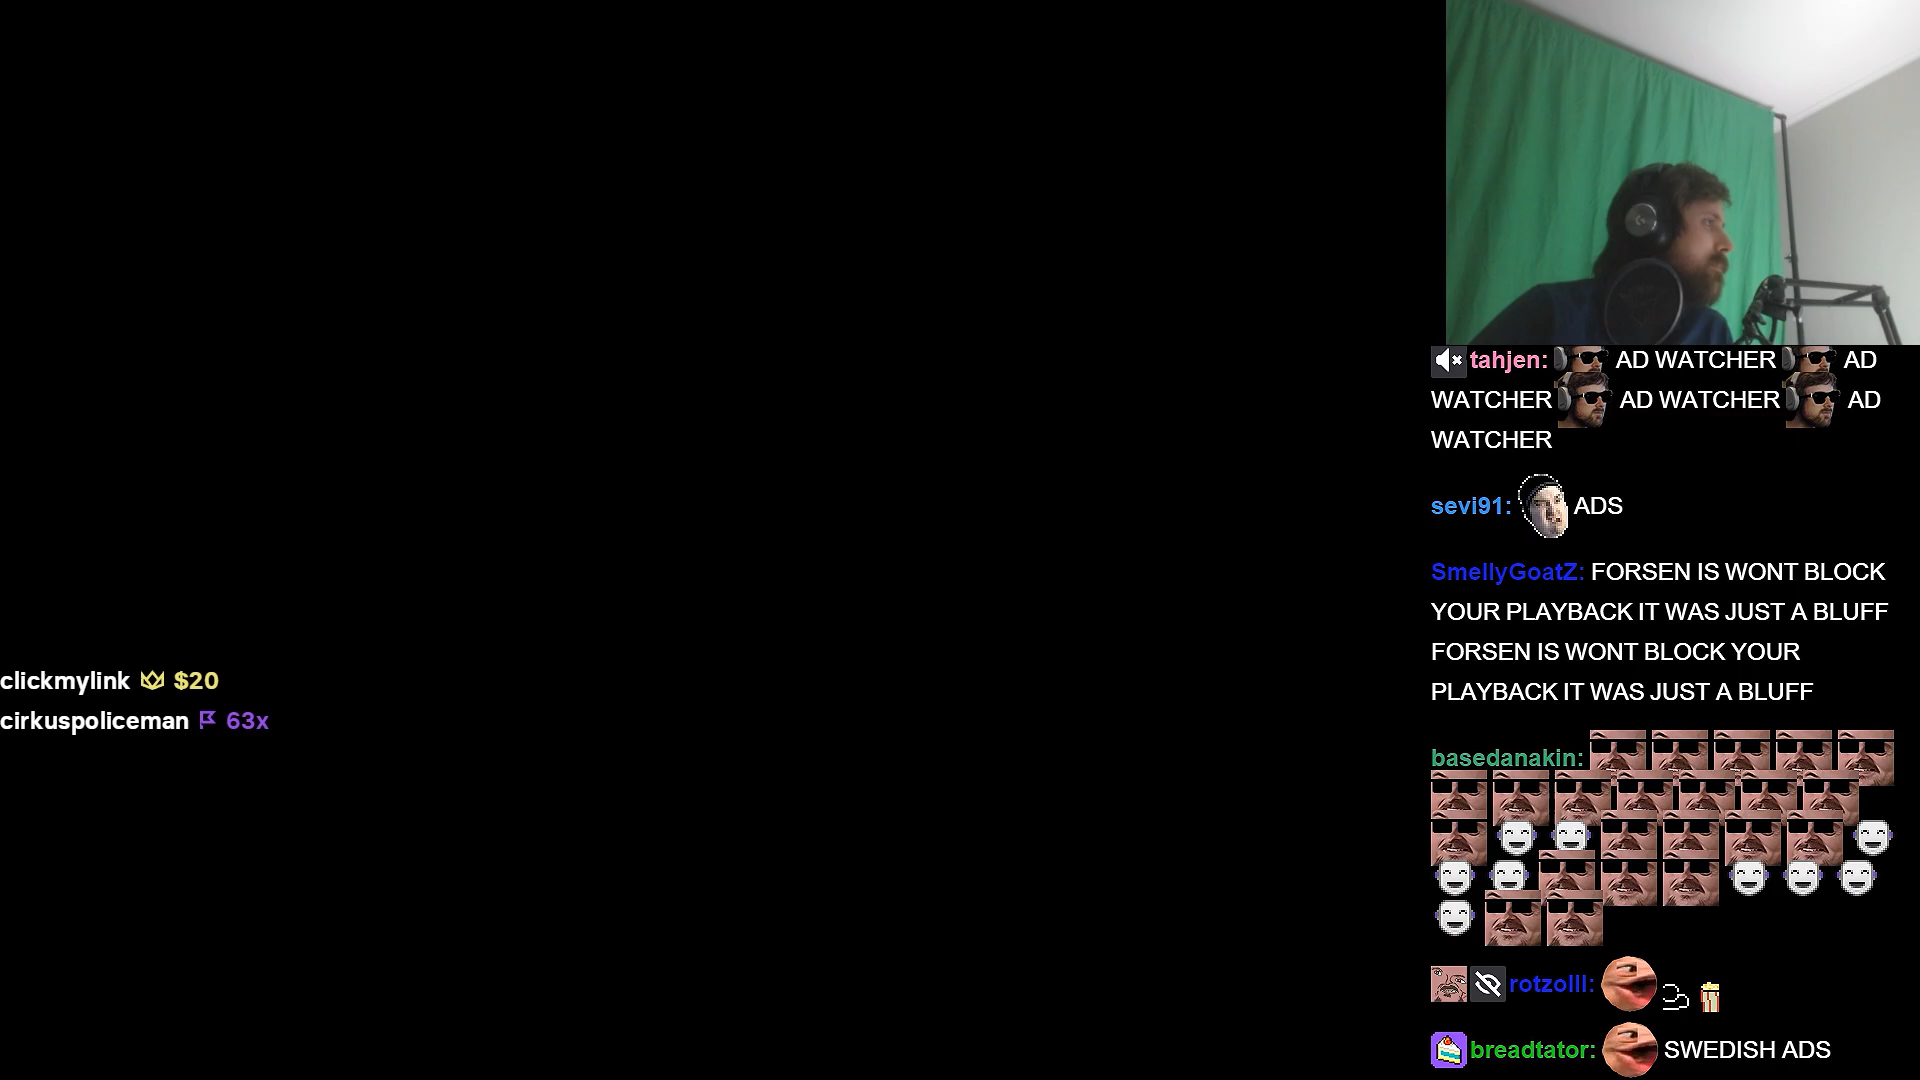 tahjen: AD WATCHER AD
WATCHER AD WATCHER AD
WATCHER
sevi91: ADS
SmellyGoatZ: FORSEN IS WONT BLOCK
YOUR PLAYBACK IT WAS JUST A BLUFF
FORSEN IS WONT BLOCK YOUR
PLAYBACK IT WAS JUST A BLUFF
clickmylink $20
cirkuspoliceman 63x
basedanakin:
rotzolll:
breadtator: SWEDISH ADS